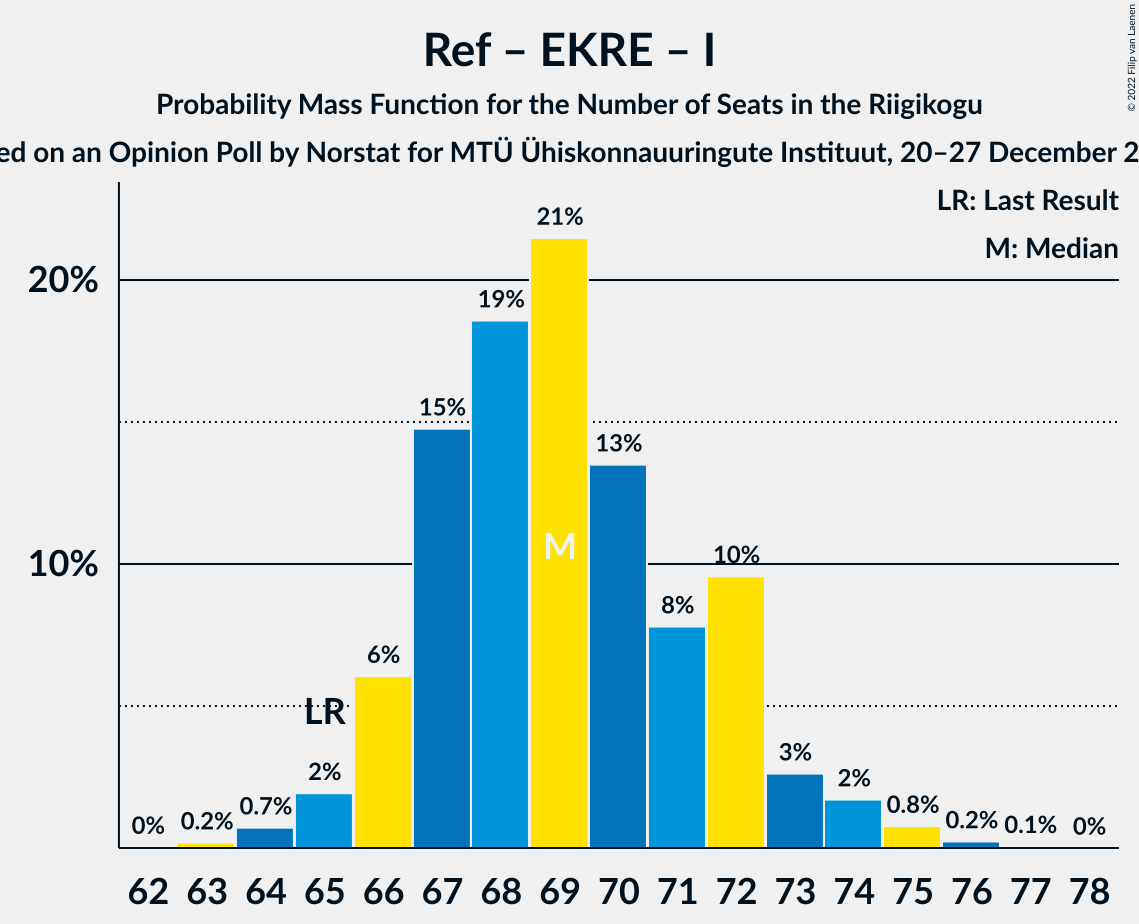 Ref – EKRE – I
Probability Mass Function for the Number of Seats in the Riigikogu
ed on an Opinion Poll by Norstat for MTÜ Ühiskonnauuringute Instituut, 20–27 December 2
© 2022 Filip van Laenen
LR: Last Result
M: Median
20%
10%
0%
0.2%
0.7%
2%
LR
6%
15%
19%
21%
M
13%
8%
10%
3%
2%
0.8%
0.2%
0.1%
0%
62 63 64 65 66 67 68 69 70 71 72 73 74 75 76 77 78